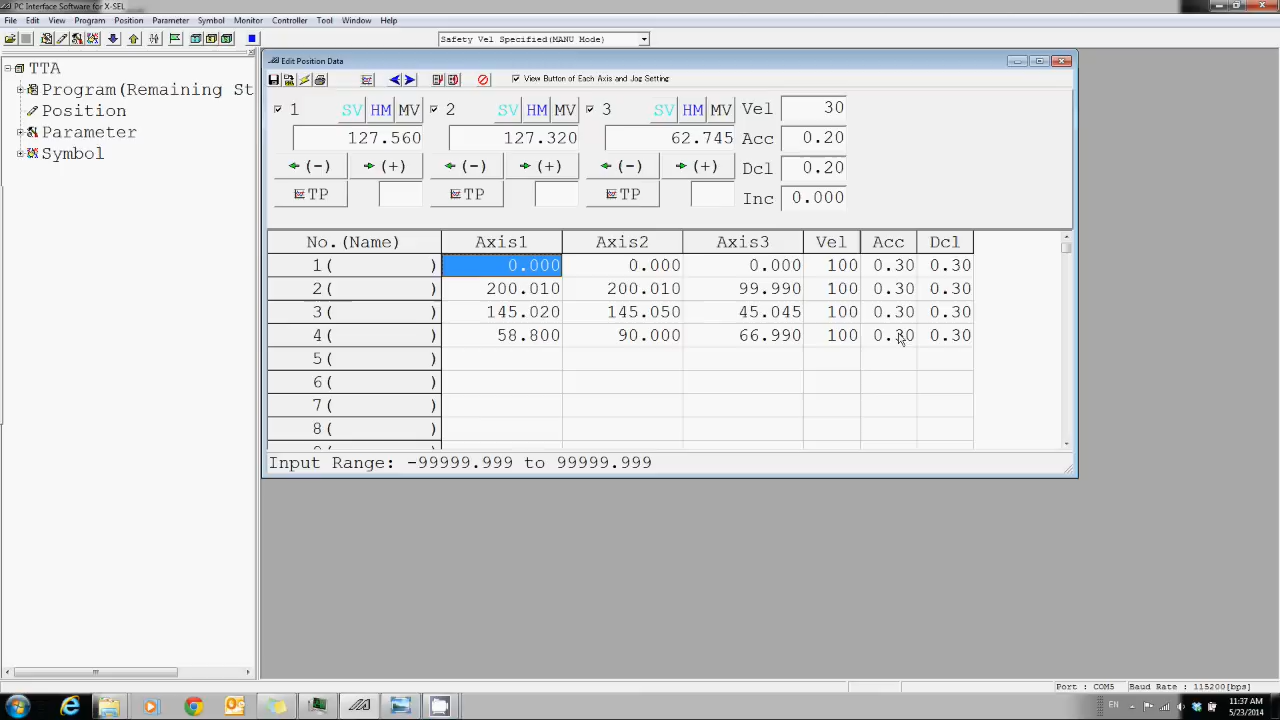 PC Interface Software for X-SEL
File Edit View Program Position Parameter Symbol Monitor Controller Tool Window Help
Safety Vel Specified(MANU Mode)
TTA
Program(Remaining St
Position
Parameter
Symbol
Edit Position Data
View Button of Each Axis and Jog Setting
1 SV HM MV 2 SV HM MV 3 SV HM MV Vel 30
127.560 127.320 62.745 Acc 0.20
(-) (+) (-) (+) (-) (+) Dcl 0.20
TP TP TP Inc 0.000
No.(Name) Axis1 Axis2 Axis3 Vel Acc Dcl
1( ) 0.000 0.000 0.000 100 0.30 0.30
2( ) 200.010 200.010 99.990 100 0.30 0.30
3( ) 145.020 145.050 45.045 100 0.30 0.30
4( ) 58.800 90.000 66.990 100 0.30 0.30
5( )
6( )
7( )
8( )
Input Range: -99999.999 to 99999.999
Port : COM5 Baud Rate : 115200[bps]
EN 11:37 AM
5/23/2014